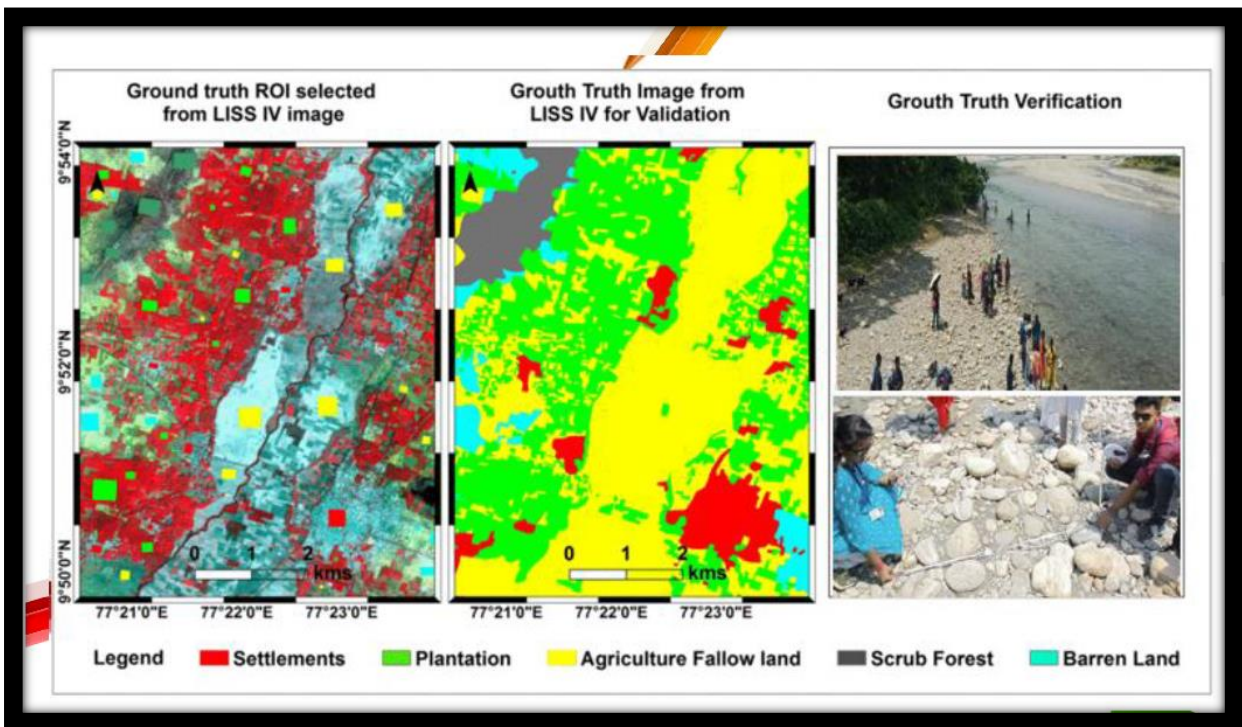 Ground truth ROI selected
from LISS IV image
9°54'0"N
9°52'0"N
9°50'0"N
0 1 2
kms
77°21'0"E 77°22'0"E 77°23'0"E
Grouth Truth Image from
LISS IV for Validation
0 1 2
kms
77°21'0"E 77°22'0"E 77°23'0"E
Grouth Truth Verification
Legend Settlements Plantation Agriculture Fallow land Scrub Forest Barren Land